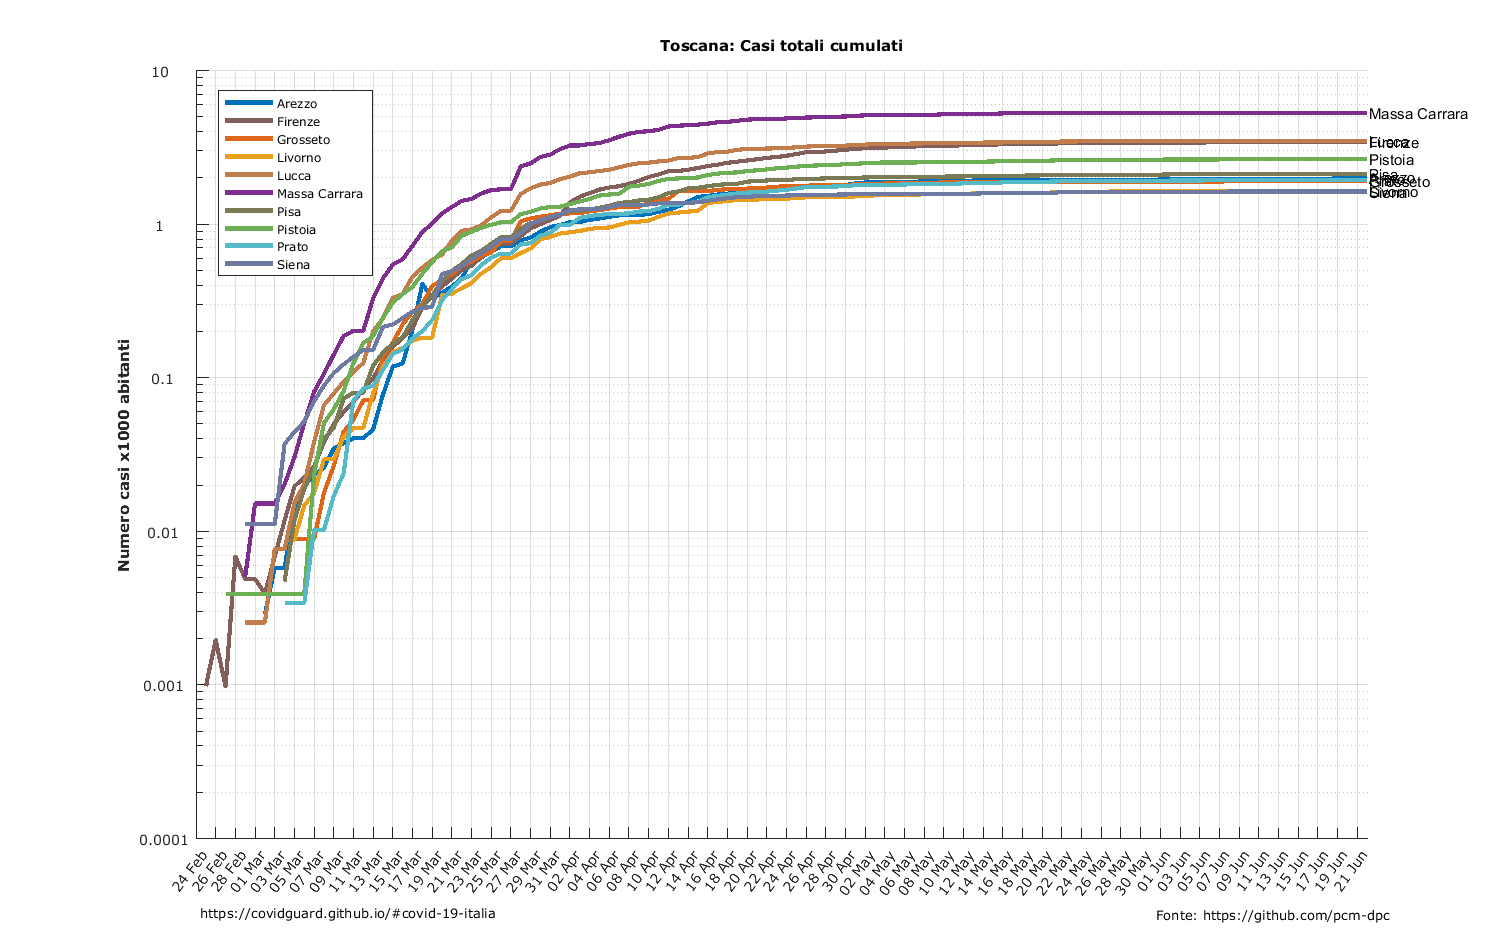 Toscana: Casi totali cumulati
Numero casi x1000 abitanti
10
1
0.1
0.01
0.001
0.0001
Arezzo
Firenze
Grosseto
Livorno
Lucca
Massa Carrara
Pisa
Pistoia
Prato
Siena
Massa Carrara
Lucca
Firenze
Pistoia
Pisa
Arezzo
Prato
Grosseto
Livorno
Siena
24 Feb
26 Feb
28 Feb
01 Mar
03 Mar
05 Mar
07 Mar
09 Mar
11 Mar
13 Mar
15 Mar
17 Mar
19 Mar
21 Mar
23 Mar
25 Mar
27 Mar
29 Mar
31 Mar
02 Apr
04 Apr
06 Apr
08 Apr
10 Apr
12 Apr
14 Apr
16 Apr
18 Apr
20 Apr
22 Apr
24 Apr
26 Apr
28 Apr
30 Apr
02 May
04 May
06 May
08 May
10 May
12 May
14 May
16 May
18 May
20 May
22 May
24 May
26 May
28 May
30 May
01 Jun
03 Jun
05 Jun
07 Jun
09 Jun
11 Jun
13 Jun
15 Jun
17 Jun
19 Jun
21 Jun
https://covidguard.github.io/#covid-19-italia
Fonte: https://github.com/pcm-dpc